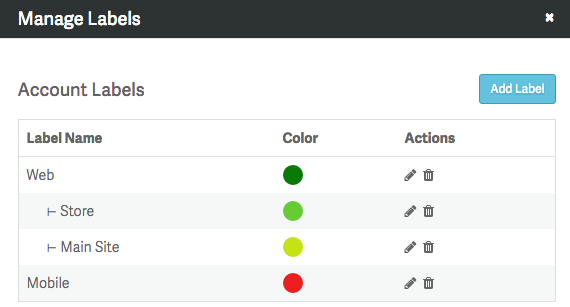 Manage Labels
Account Labels
Add Label
Label Name Color Actions
Web
Store
Main Site
Mobile